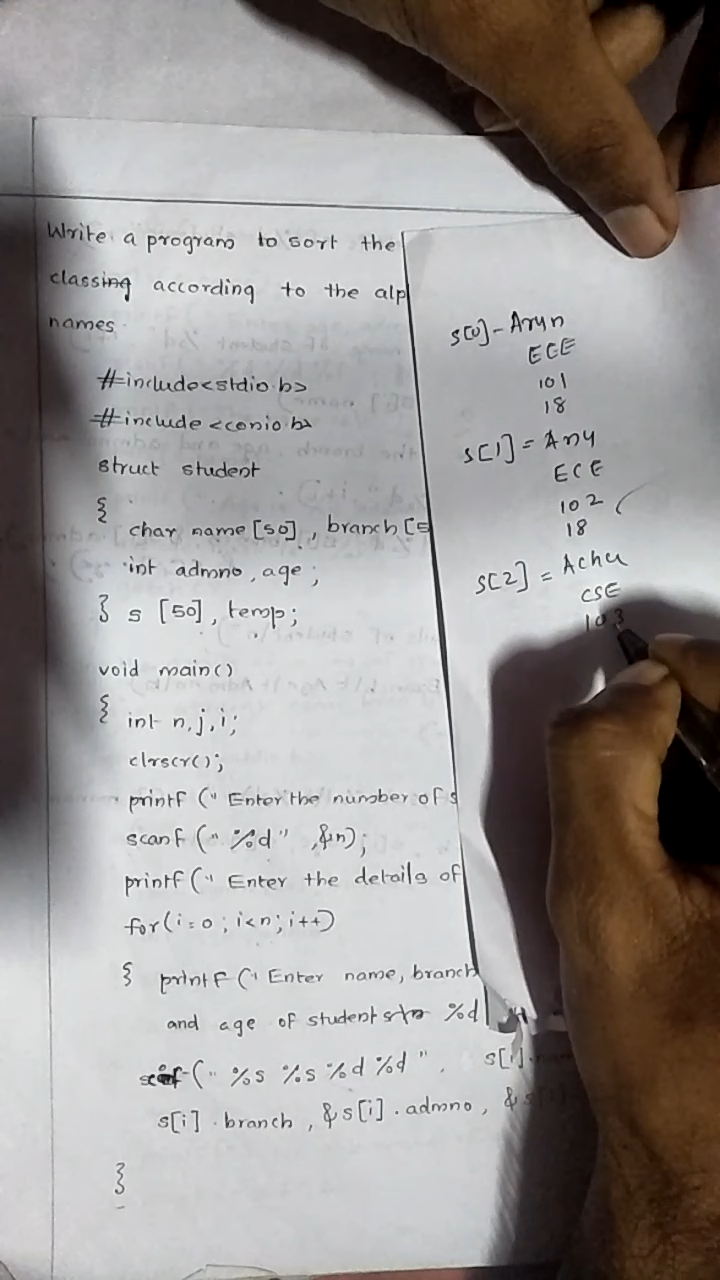 Write a program to sort the
classing according to the alp
names.
#include<stdio.h>
#include <conio.h>
struct student
{
char name [50], branch [5
int admno, age;
} s [50], temp;
void main()
{ int n,j,i;
clrscr();
printf (" Enter the number of s
scanf (" %d" ,&n);
printf (" Enter the details of
for(i=0; i<n; i++)
{ printf (" Enter name, branch
and age of student %d
(" %s %s %d %d ", s[i].
s[i].branch, &s[i].admno, &s[i]
}
s[0] - Arun
ECE
101
18
s[1] = Anu
ECE
102
18
s[2] = Achu
CSE
103